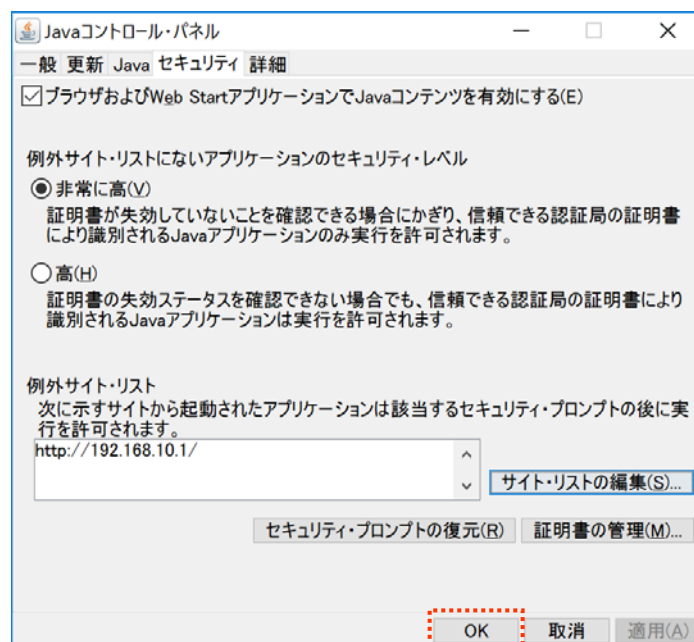 Javaコントロール・パネル
一般 更新 Java セキュリティ 詳細
ブラウザおよびWeb StartアプリケーションでJavaコンテンツを有効にする(E)
例外サイト・リストにないアプリケーションのセキュリティ・レベル
非常に高(V)
証明書が失効していないことを確認できる場合にかぎり、信頼できる認証局の証明書
により識別されるJavaアプリケーションのみ実行を許可されます。
高(H)
証明書の失効ステータスを確認できない場合でも、信頼できる認証局の証明書により
識別されるJavaアプリケーションは実行を許可されます。
例外サイト・リスト
次に示すサイトから起動されたアプリケーションは該当するセキュリティ・プロンプトの後に実
行を許可されます。
http://192.168.10.1/
サイト・リストの編集(S)...
セキュリティ・プロンプトの復元(R) 証明書の管理(M)...
OK 取消 適用(A)